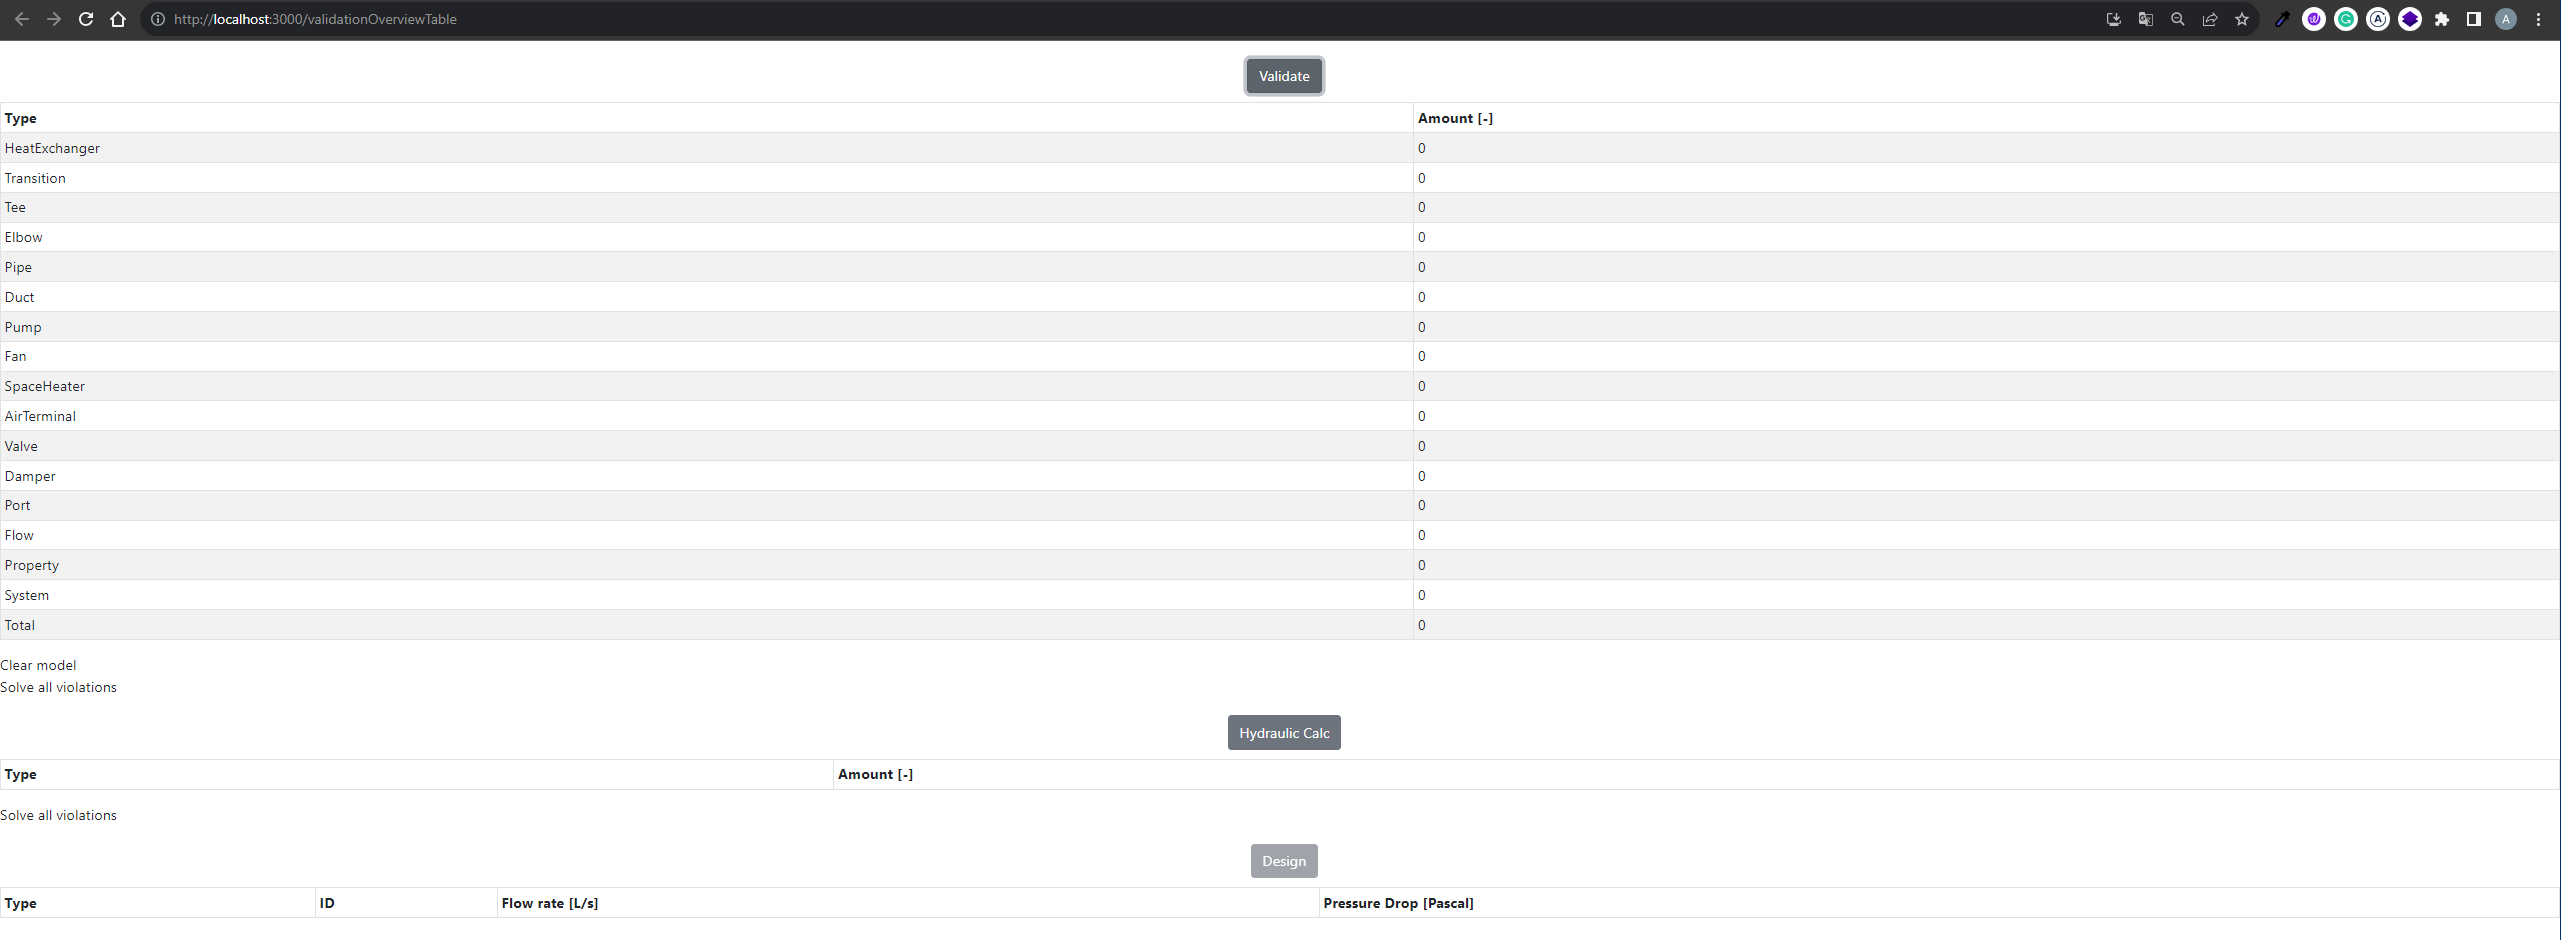 http://localhost:3000/validationOverviewTable
A
Validate
Type Amount [-]
HeatExchanger 0
Transition 0
Tee 0
Elbow 0
Pipe 0
Duct 0
Pump 0
Fan 0
SpaceHeater 0
AirTerminal 0
Valve 0
Damper 0
Port 0
Flow 0
Property 0
System 0
Total 0
Clear model
Solve all violations
Hydraulic Calc
Type Amount [-]
Solve all violations
Design
Type ID Flow rate [L/s] Pressure Drop [Pascal]